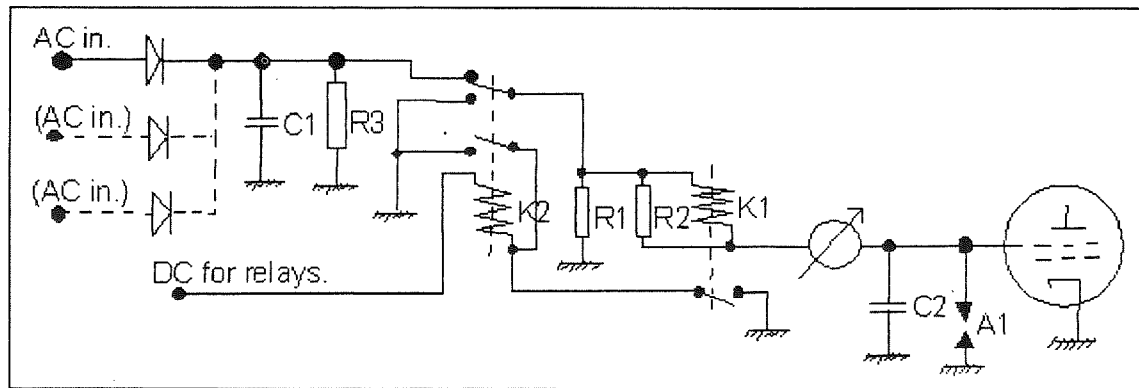 AC in.
(AC in.)
(AC in.)
C1
R3
K2
R1
R2
K1
DC for relays.
C2
A1